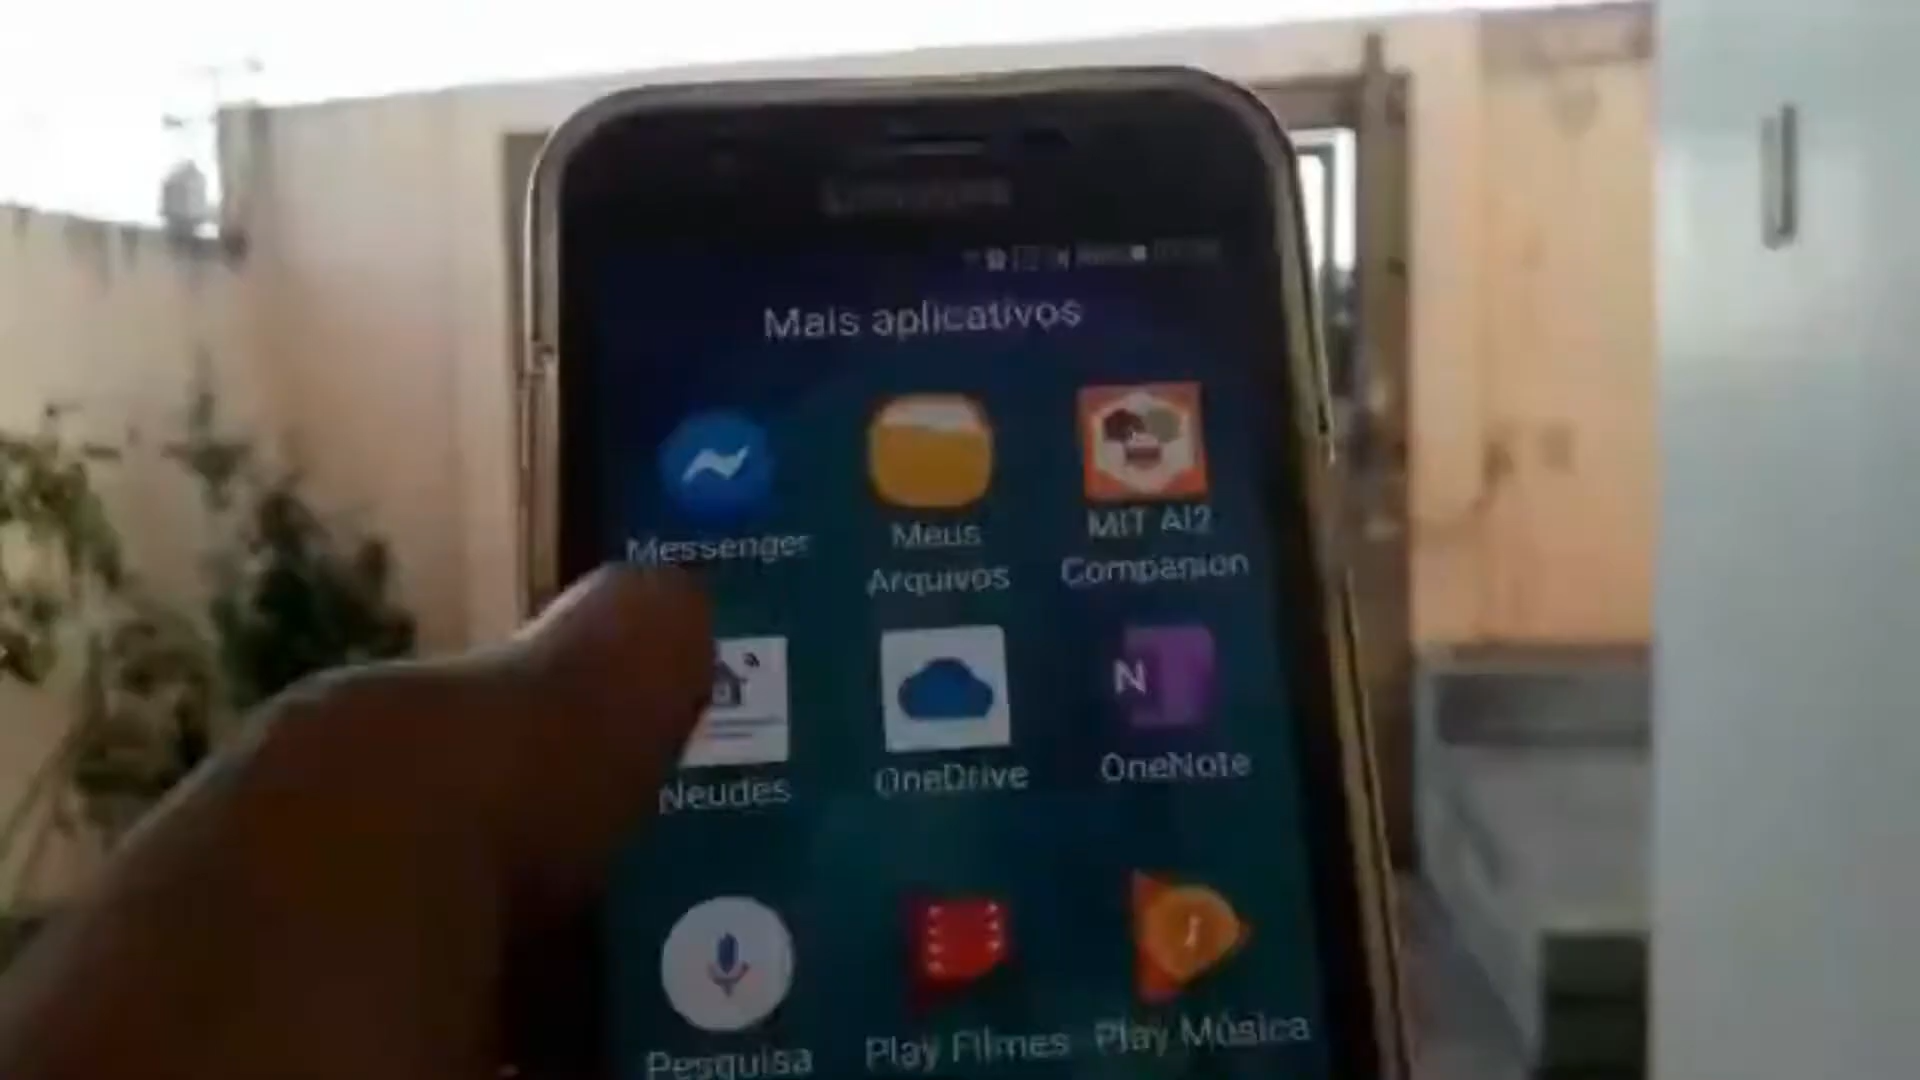 Mais aplicativos
Messenger
Meus
Arquivos
MIT AI2
Companion
Neudes
OneDrive
N
OneNote
Pesquisa
Play Filmes
Play Música